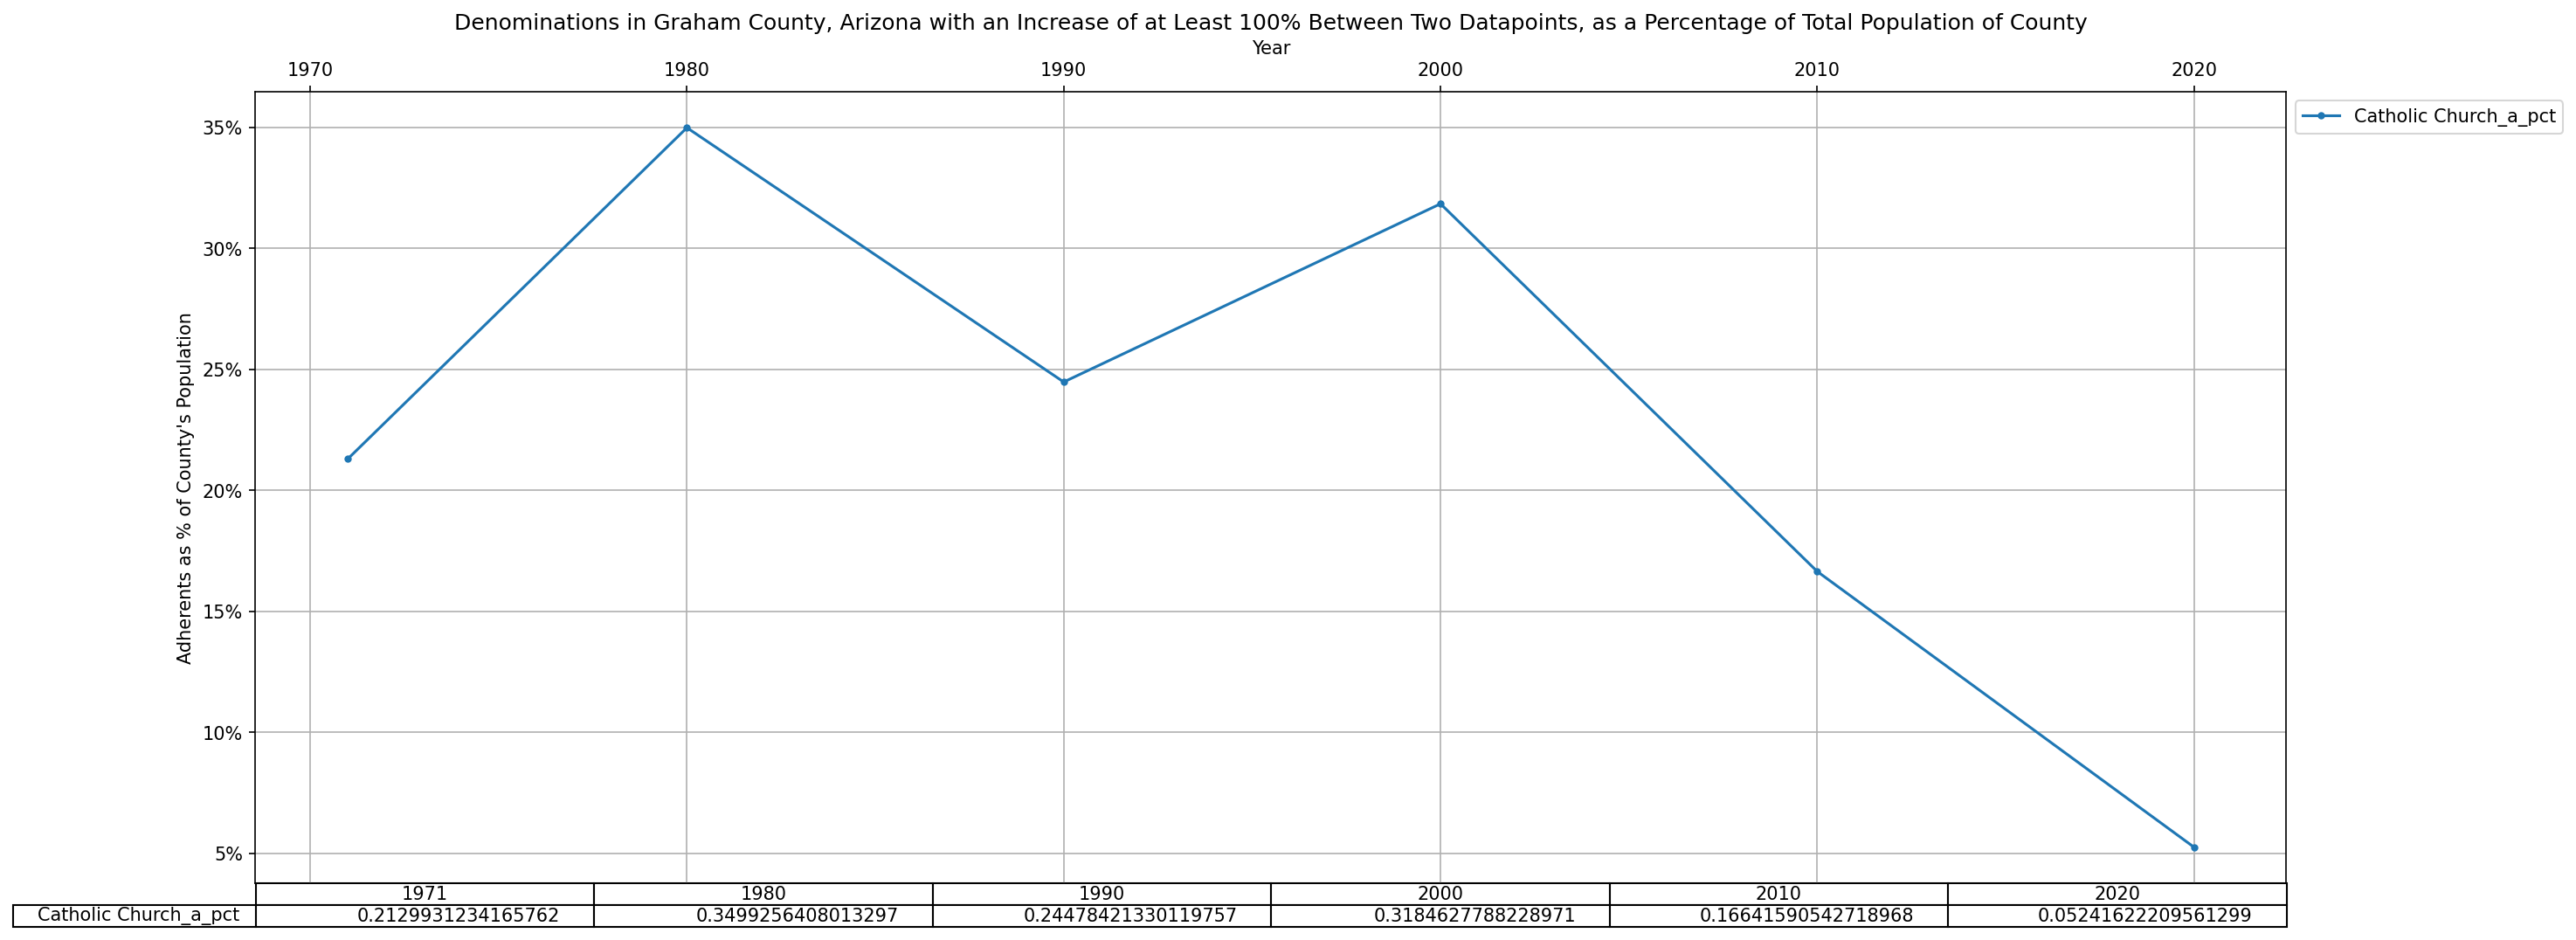 Denominations in Graham County, Arizona with an Increase of at Least 100% Between Two Datapoints, as a Percentage of Total Population of County
Year
1970 1980 1990 2000 2010 2020
Catholic Church_a_pct
35%
30%
25%
20%
15%
10%
5%
Adherents as % of County's Population
1971 1980 1990 2000 2010 2020
Catholic Church_a_pct 0.2129931234165762 0.3499256408013297 0.244784213301197​57 0.3184627788228971 0.16641590542718968 0.05241622209561299